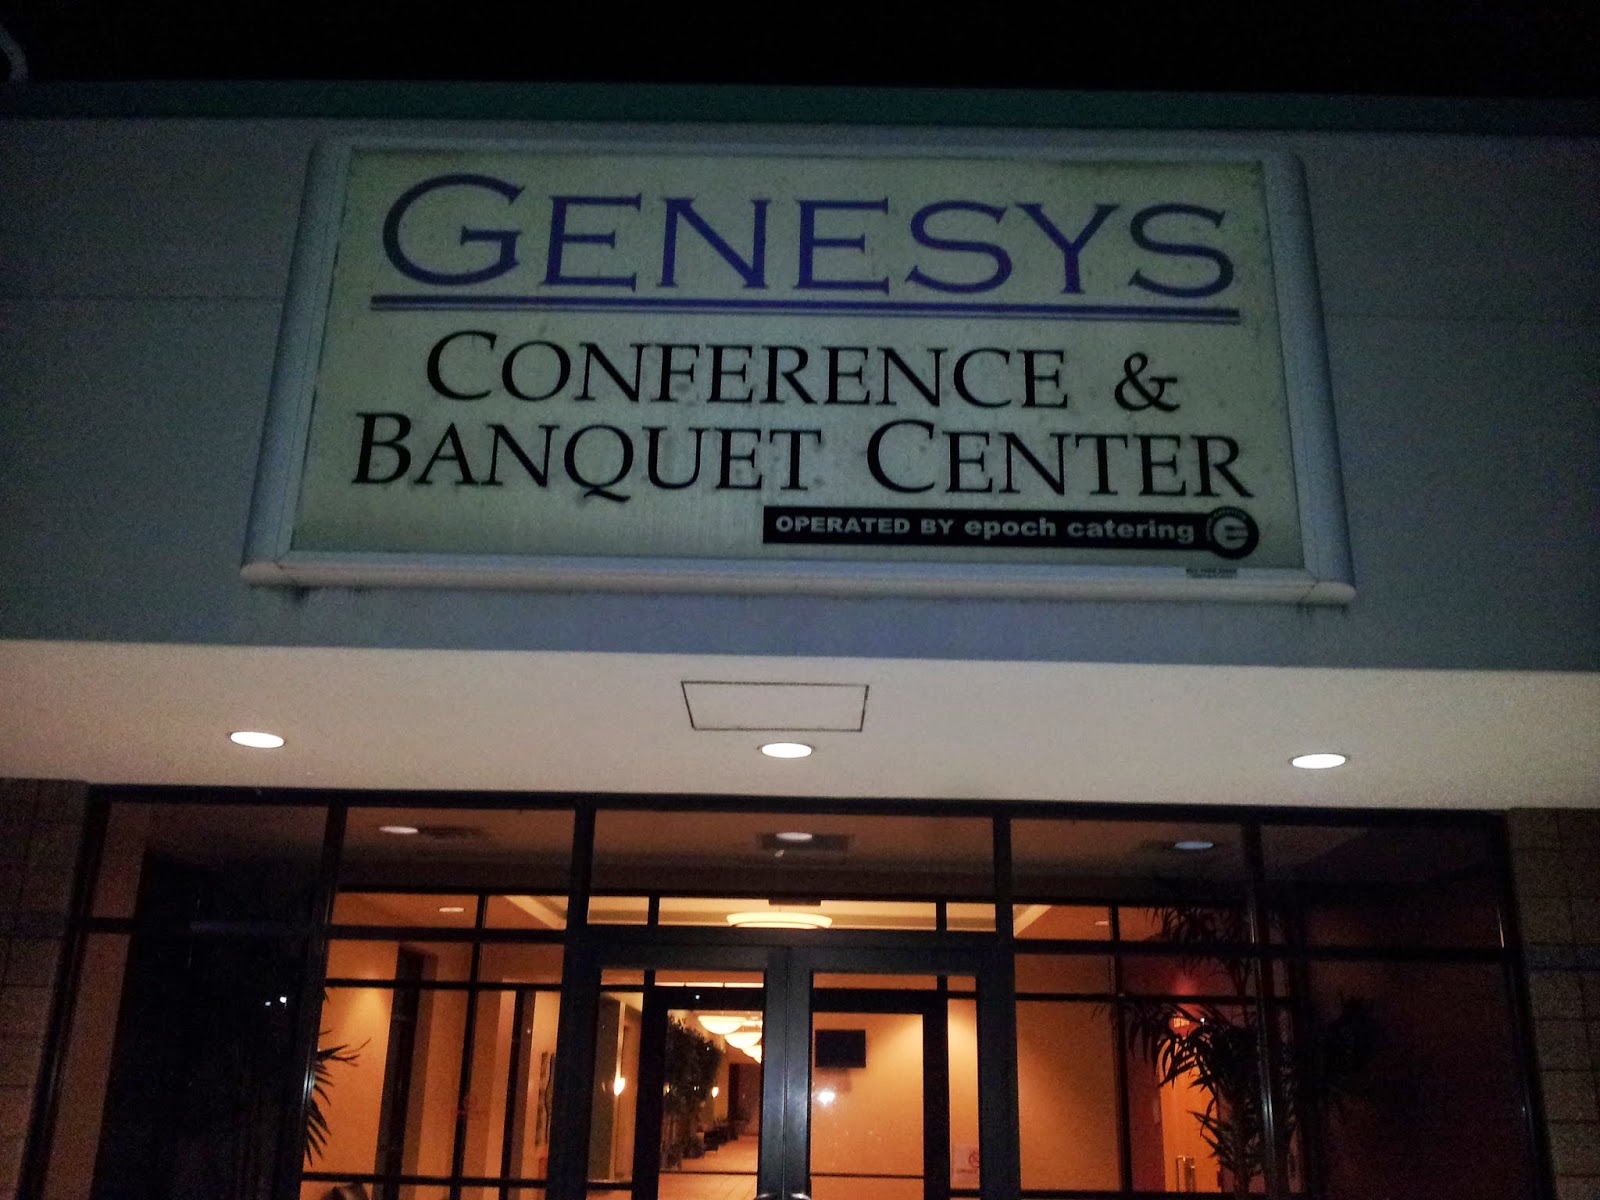 GENESYS
CONFERENCE &
BANQUET CENTER
OPERATED BY epoch catering